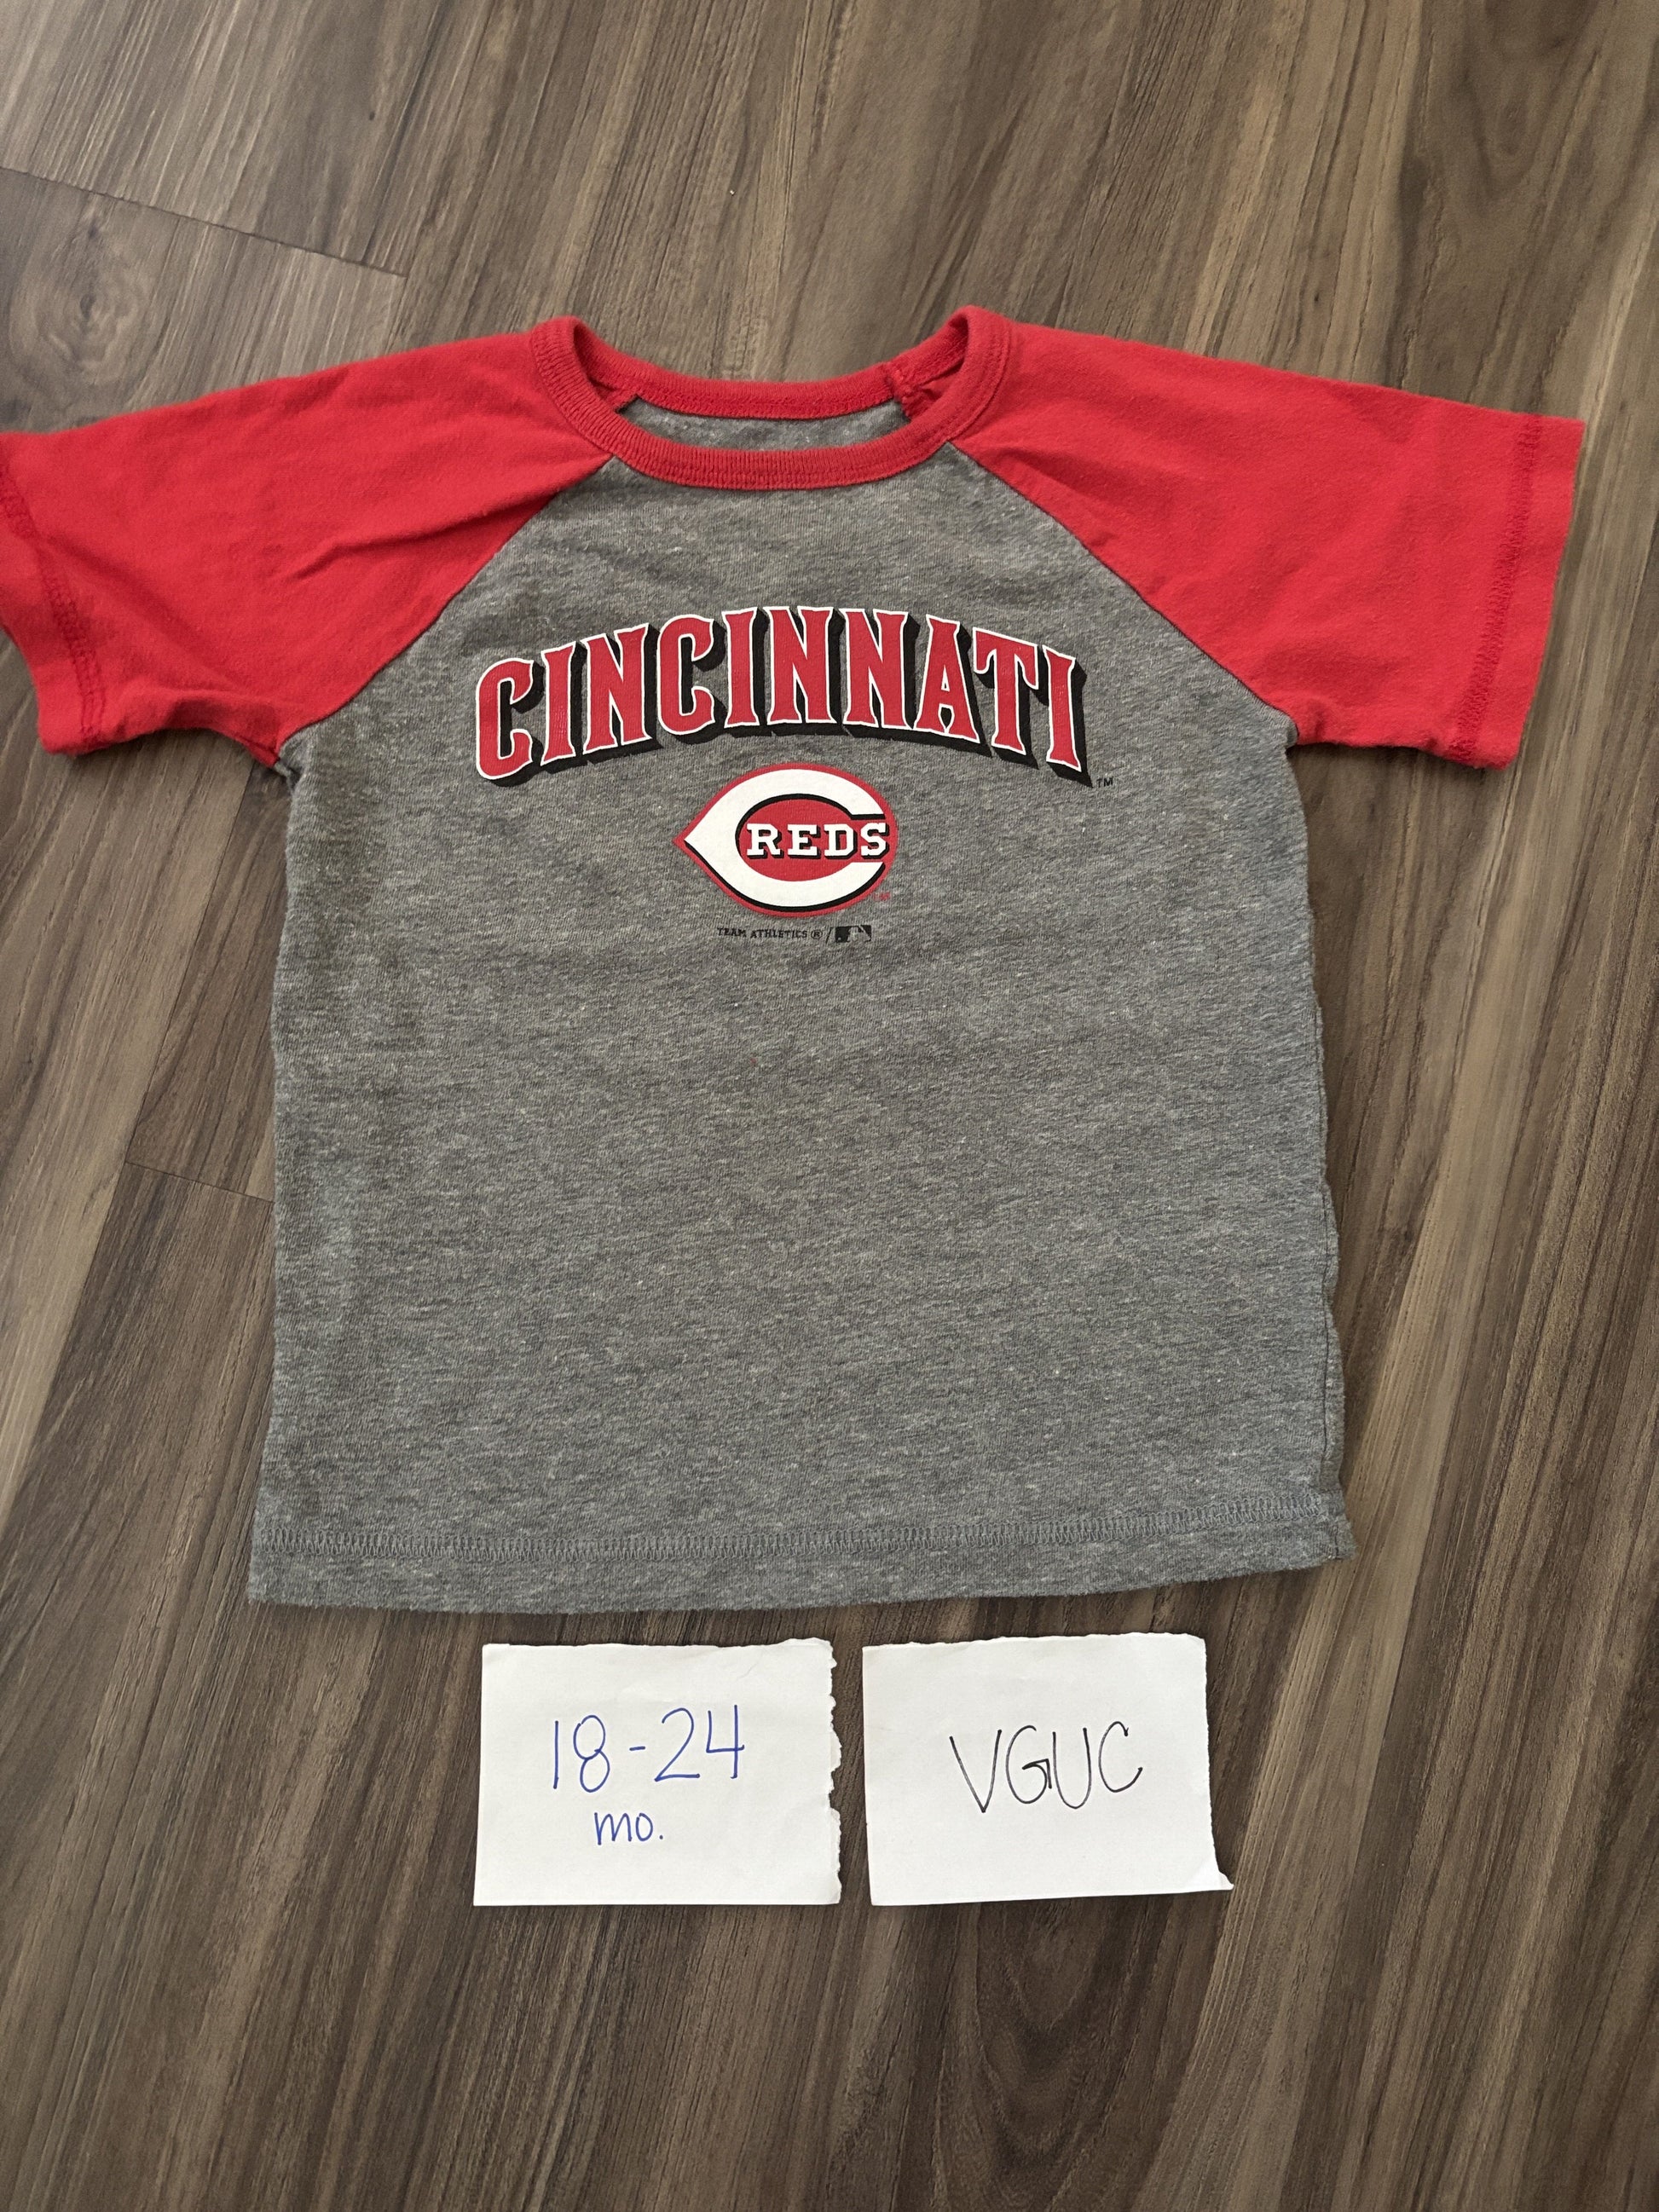 CINCINNATI
TM
REDS
TEAM ATHLETICS ® /
18-24
mo.
VGUC